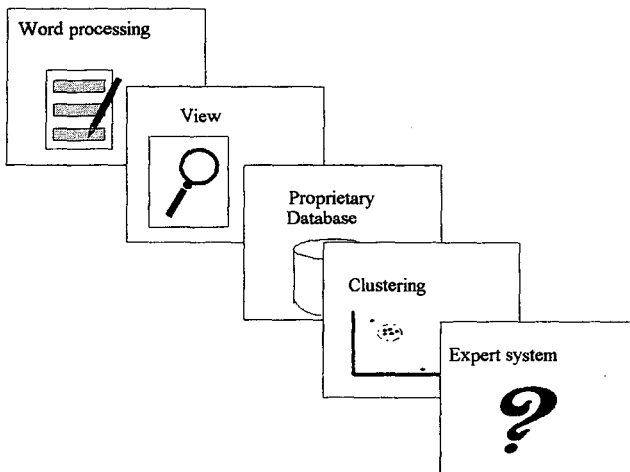 Word processing
View
Proprietary
Database
Clustering
Expert system
?